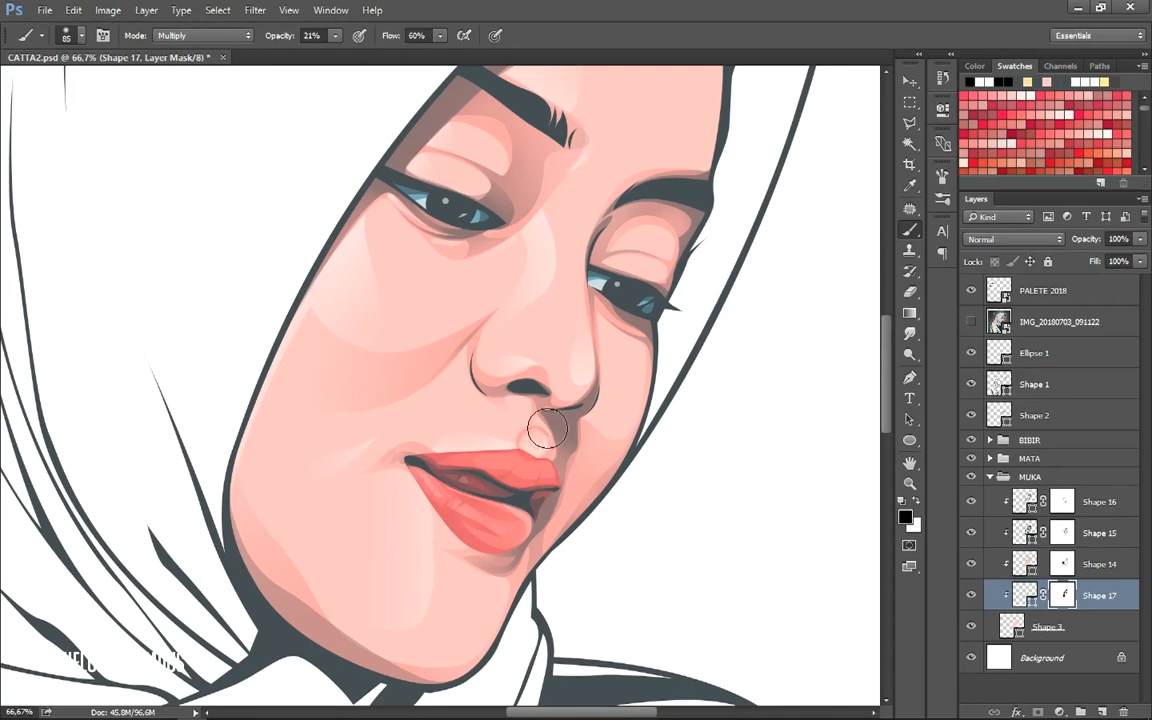 Ps File Edit Image Layer Type Select Filter View Window Help
85 Mode: Multiply Opacity: 21% Flow: 60% Essentials
CATTA2.psd @ 66,7% (Shape 17, Layer Mask/8) * ×
Color Swatches Channels Paths
Layers
Kind
Normal Opacity: 100%
Lock: Fill: 100%
PALETE 2018
IMG_20180703_091122
Ellipse 1
Shape 1
Shape 2
BIBIR
MATA
MUKA
Shape 16
Shape 15
Shape 14
Shape 17
Shape 3
Background
66,67% Doc: 45.8M/96,6M